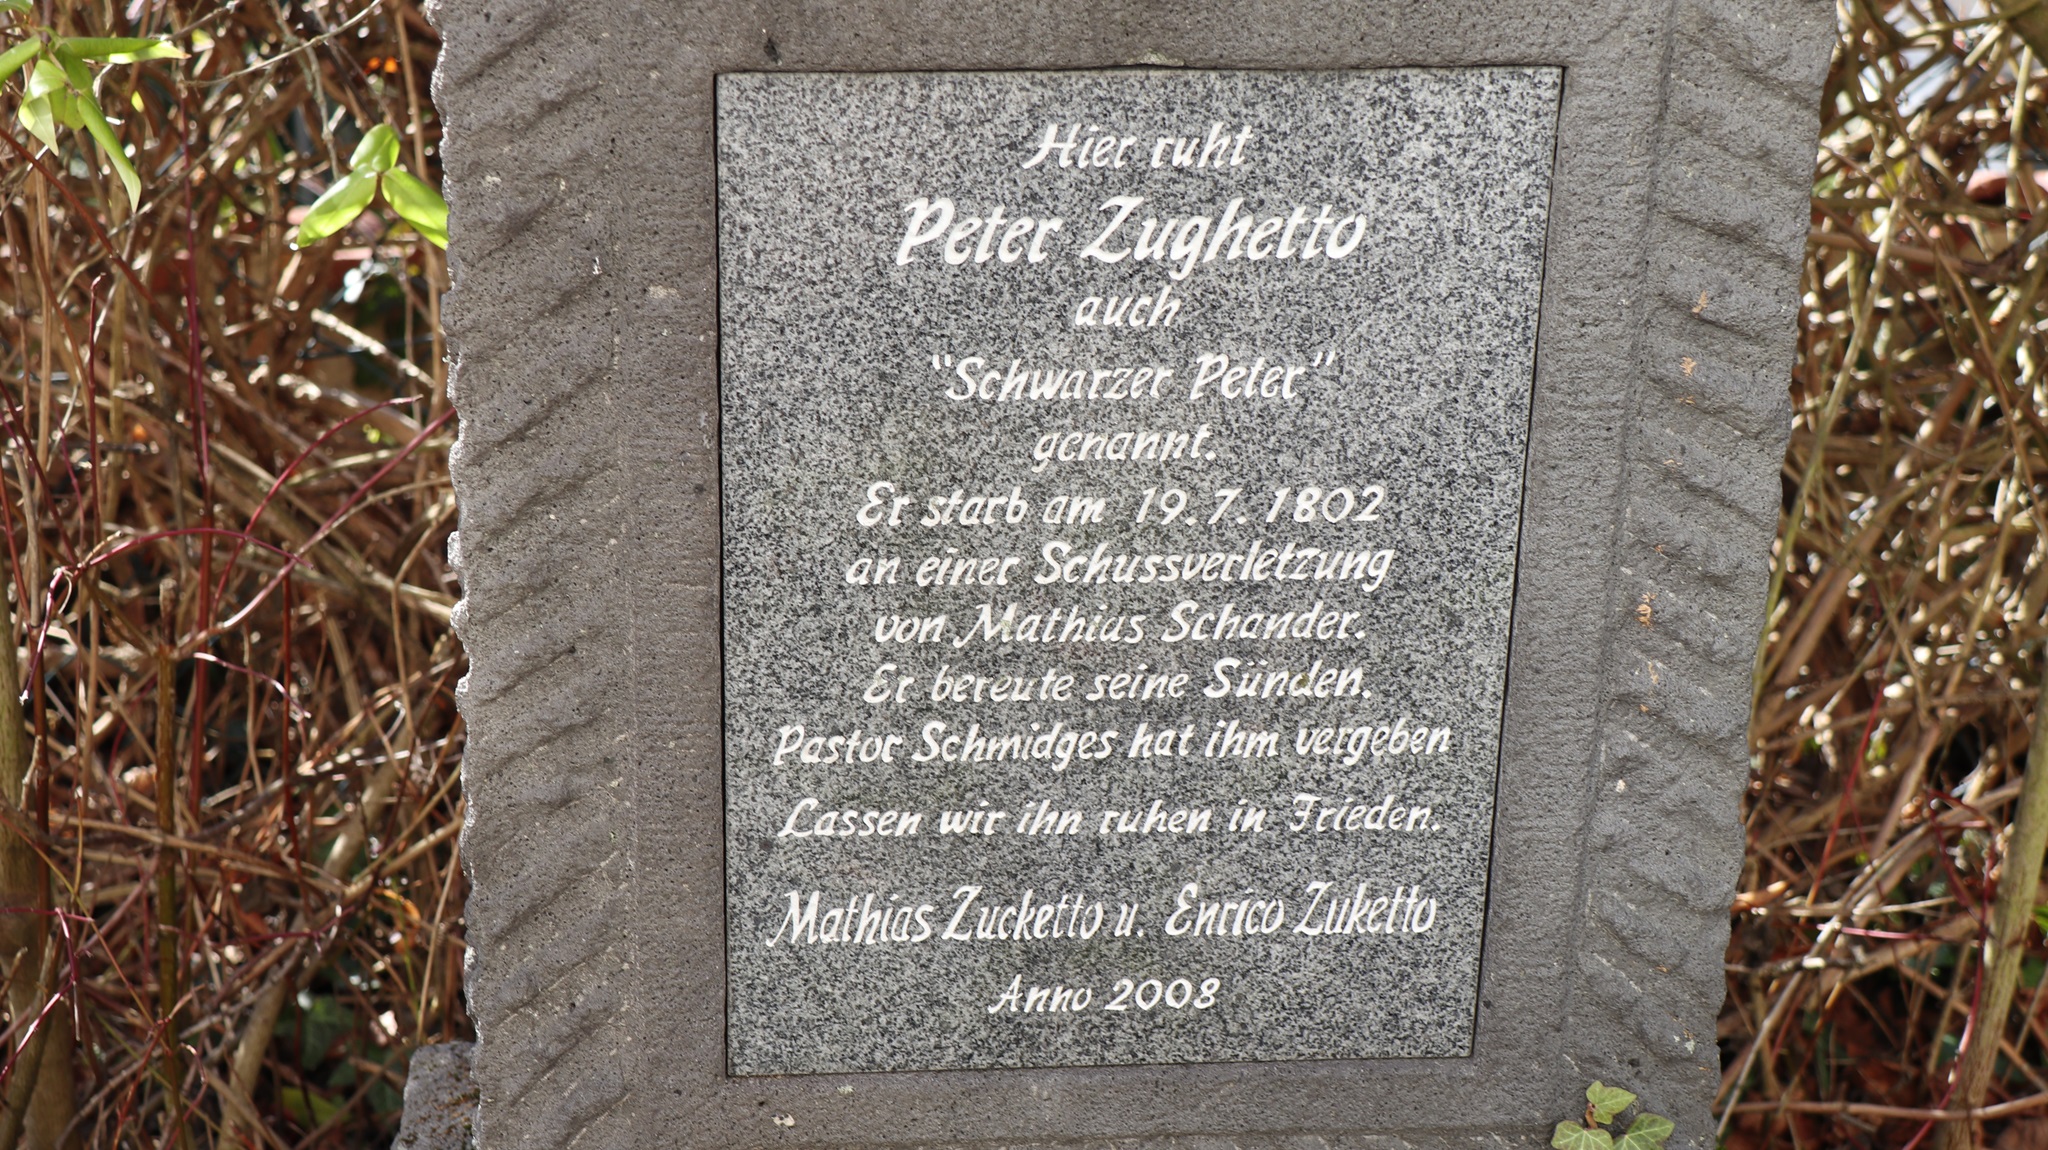 Hier ruht
Peter Zughetto
auch
"Schwarzer Peter"
genannt.
Er starb am 19.7.1802
an einer Schussverletzung
von Mathias Schander.
Er bereute seine Sünden.
Pastor Schmidges hat ihm vergeben
Lassen wir ihn ruhen in Frieden.
Mathias Zucketto u. Enrico Zuketto
Anno 2008